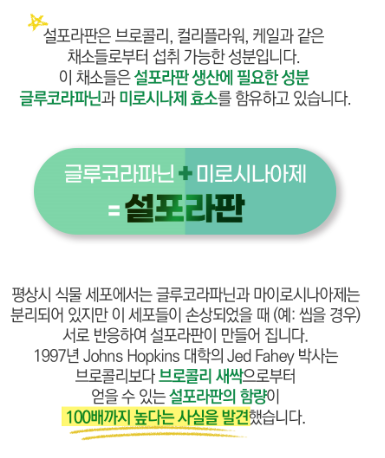 설포라판은 브로콜리, 컬리플라워, 케일과 같은
채소들로부터 섭취 가능한 성분입니다.
이 채소들은 설포라판 생산에 필요한 성분
글루코라파닌과 미로시나제 효소를 함유하고 있습니다.
글루코라파닌 + 미로시나아제
= 설포라판
평상시 식물 세포에서는 글루코라파닌과 마이로시나아제는
분리되어 있지만 이 세포들이 손상되었을 때 (예: 씹을 경우)
서로 반응하여 설포라판이 만들어 집니다.
1997년 Johns Hopkins 대학의 Jed Fahey 박사는
브로콜리보다 브로콜리 새싹으로부터
얻을 수 있는 설포라판의 함량이
100배까지 높다는 사실을 발견했습니다.